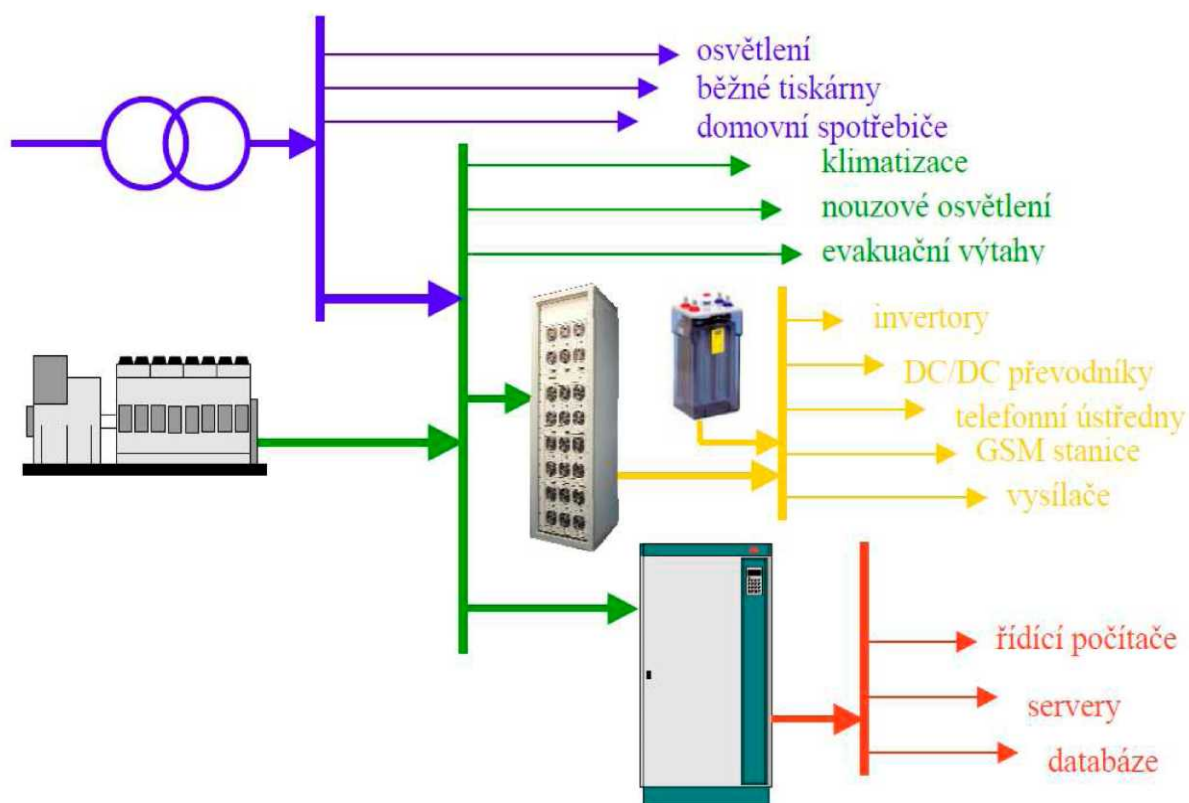 osvětlení
běžné tiskárny
domovní spotřebiče
klimatizace
nouzové osvětlení
evakuační výtahy
invertory
DC/DC převodníky
telefonní ústředny
GSM stanice
vysílače
řídící počítače
servery
databáze